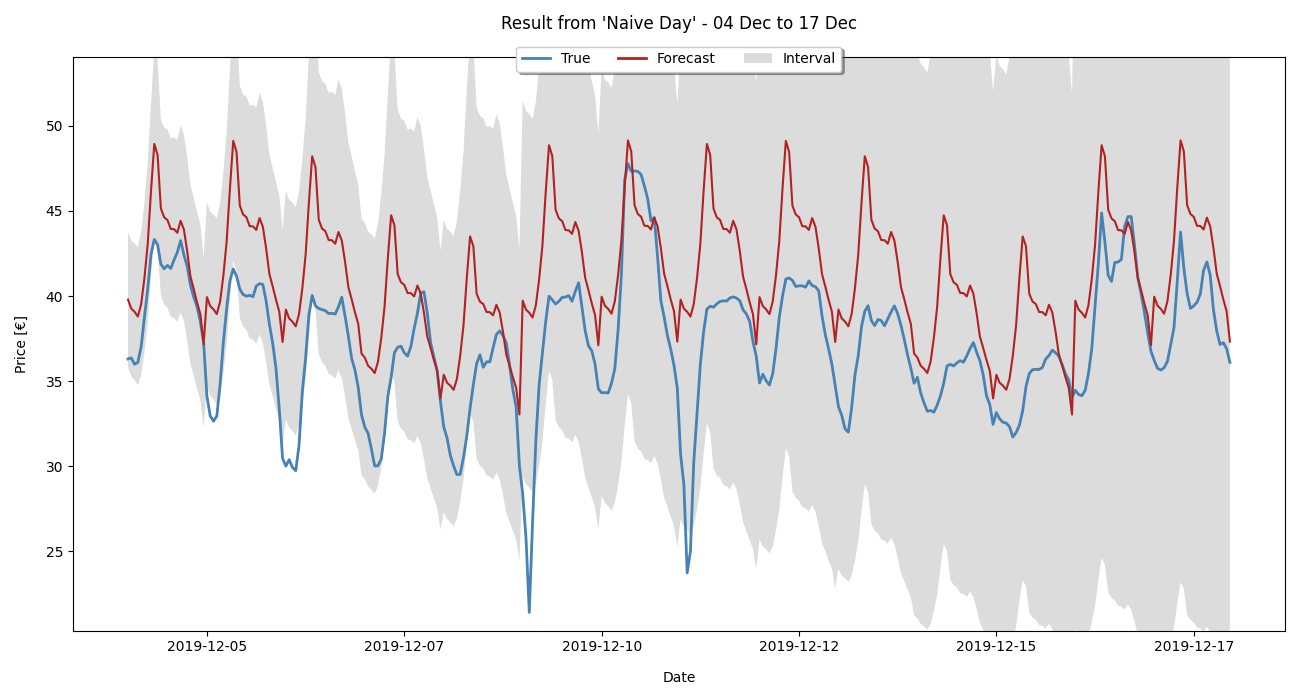 Result from 'Naive Day' - 04 Dec to 17 Dec
True
Forecast
Interval
Price [€]
50
45
40
35
30
25
2019-12-05
2019-12-07
2019-12-10
2019-12-12
2019-12-15
2019-12-17
Date